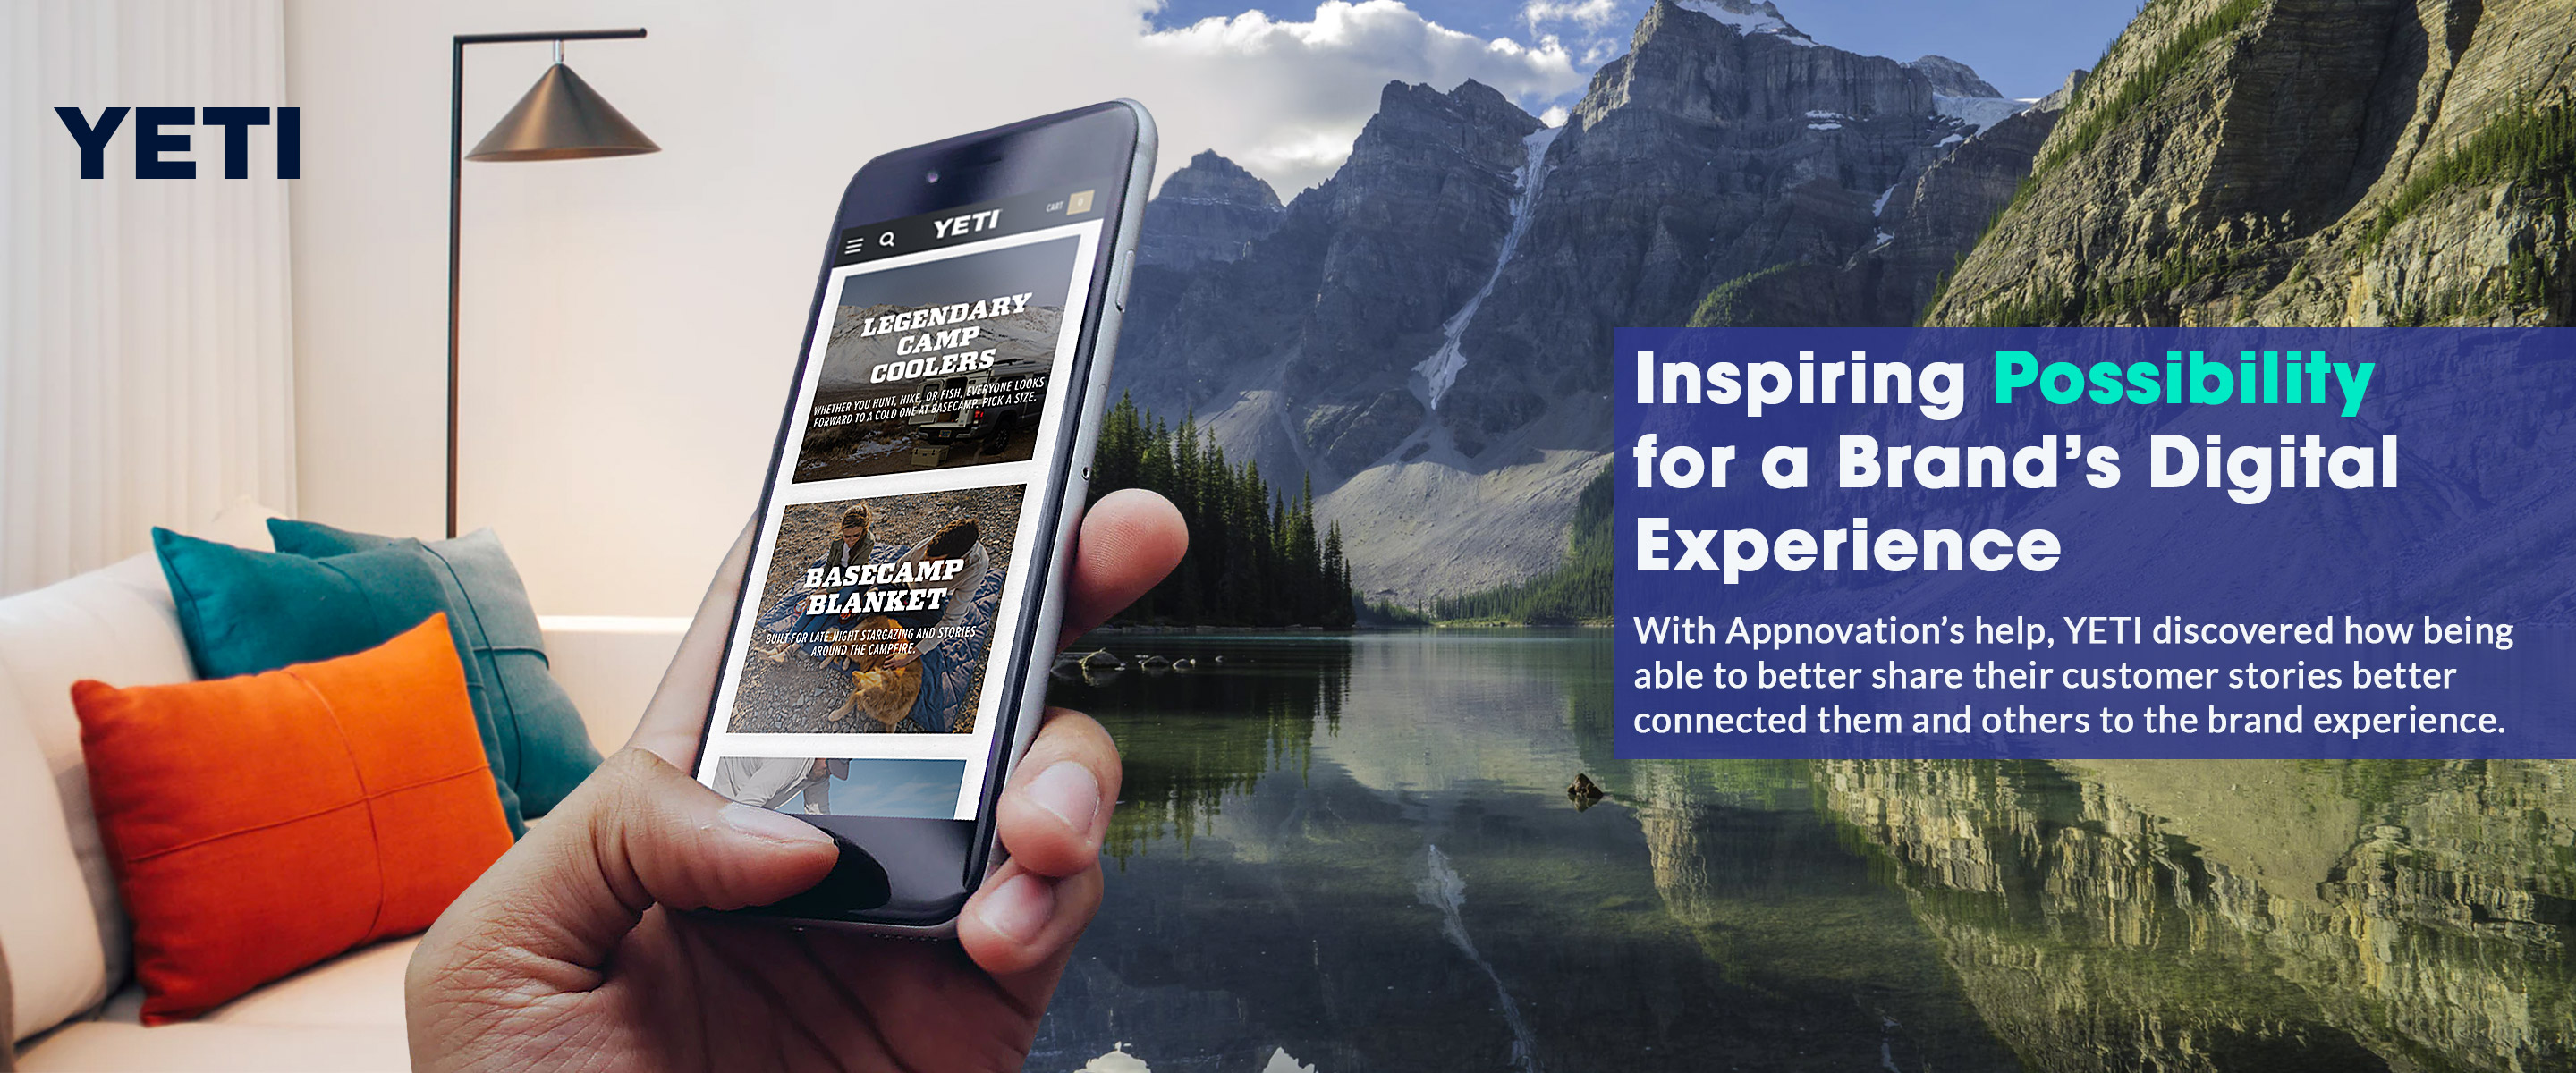 YETI
YETI
CART 0
LEGENDARY
CAMP
COOLERS
WHETHER YOU HUNT, HIKE, OR FISH, EVERYONE LOOKS
FORWARD TO A COLD ONE AT BASECAMP. PICK A SIZE.
BASECAMP
BLANKET
BUILT FOR LATE-NIGHT STARGAZING AND STORIES
AROUND THE CAMPFIRE.
Inspiring Possibility
for a Brand’s Digital
Experience
With Appnovation’s help, YETI discovered how being
able to better share their customer stories better
connected them and others to the brand experience.